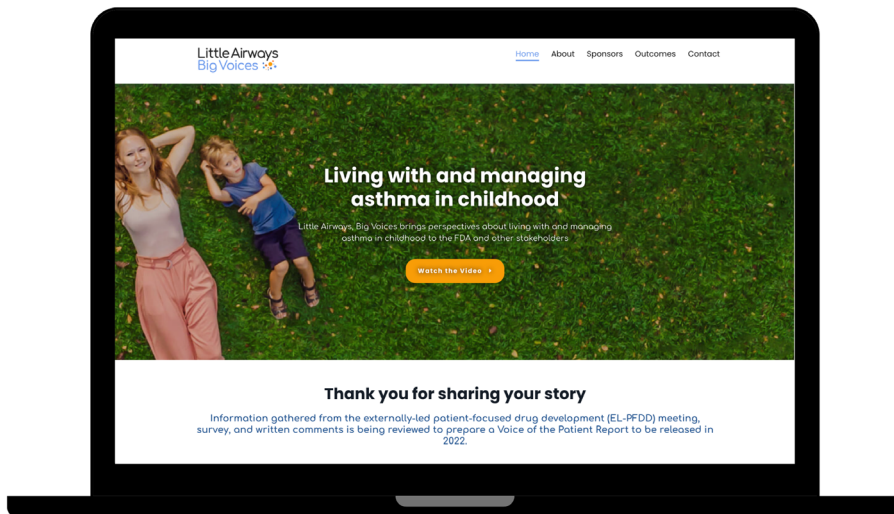 Little Airways
Big Voices
Home About Sponsors Outcomes Contact
Living with and managing
asthma in childhood
Little Airways, Big Voices brings perspectives about living with and managing
asthma in childhood to the FDA and other stakeholders
Watch the Video
Thank you for sharing your story
Information gathered from the externally-led patient-focused drug development (EL-PFDD) meeting,
survey, and written comments is being reviewed to prepare a Voice of the Patient Report to be released in
2022.